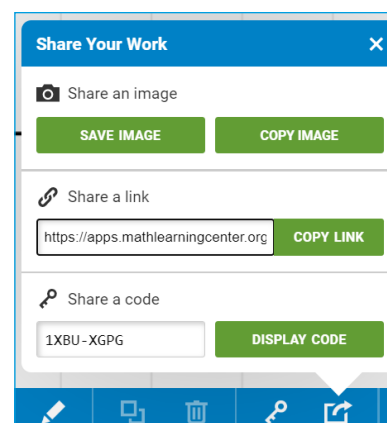 Share Your Work
Share an image
SAVE IMAGE COPY IMAGE
Share a link
https://apps.mathlearningcenter.org COPY LINK
Share a code
1XBU-XGPG DISPLAY CODE